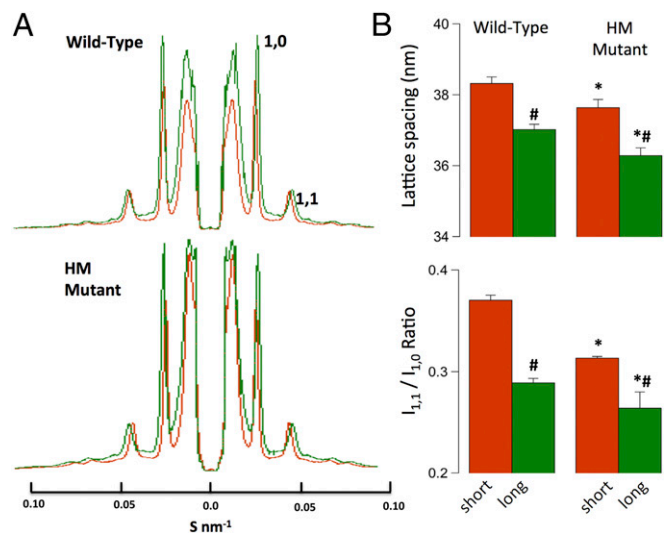 A
Wild-Type
1,0
1,1
HM
Mutant
0.10
0.05
0.0
0.05
0.10
S nm-1
B
Wild-Type
HM
Mutant
Lattice spacing (nm)
40
38
36
34
#
*
*#
I1,1 / I1,0 Ratio
0.4
0.3
0.2
#
*
*#
short
long
short
long